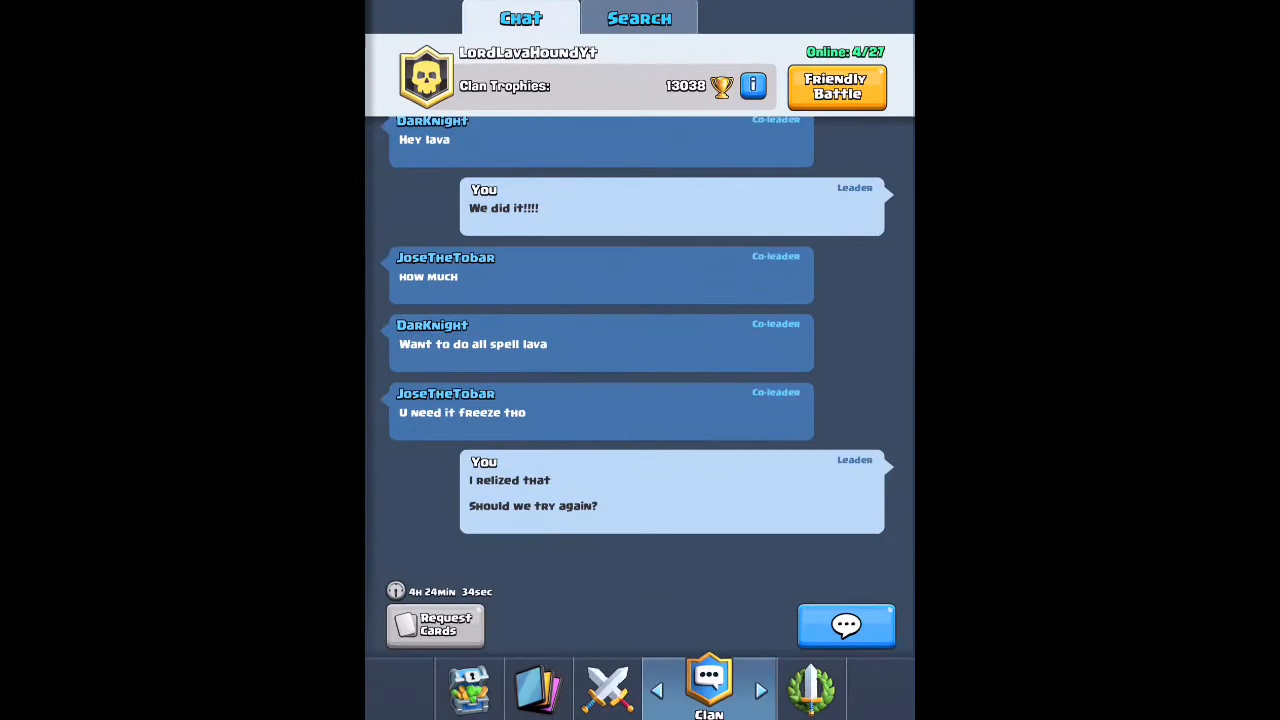 Chat Search
LordLavaHoundYt Online: 4/27
Clan Trophies: 13038 Friendly Battle
DarKnight Co-leader
Hey lava
You Leader
We did it!!!!
JoseTheTobar Co-leader
HOW MUCH
DarKnight Co-leader
Want to do all spell lava
JoseTheTobar Co-leader
U need it freeze tho
You Leader
I relized that
Should we try again?
4H 24MIN 34SEC
Request
Cards
Clan